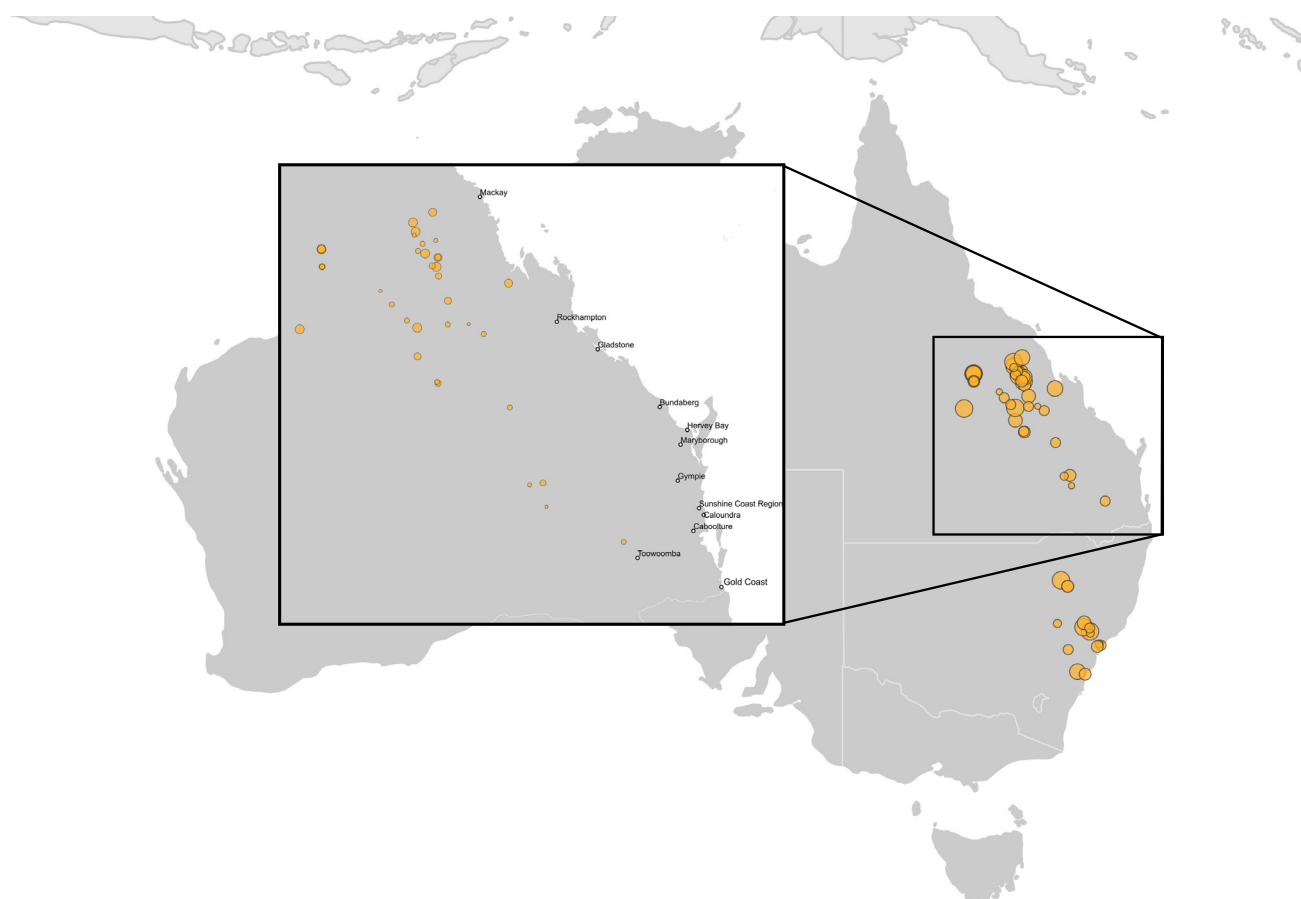 Mackay
Rockhampton
Gladstone
Bundaberg
Hervey Bay
Maryborough
Gympie
Sunshine Coast Region
Caloundra
Caboolture
Toowoomba
Gold Coast